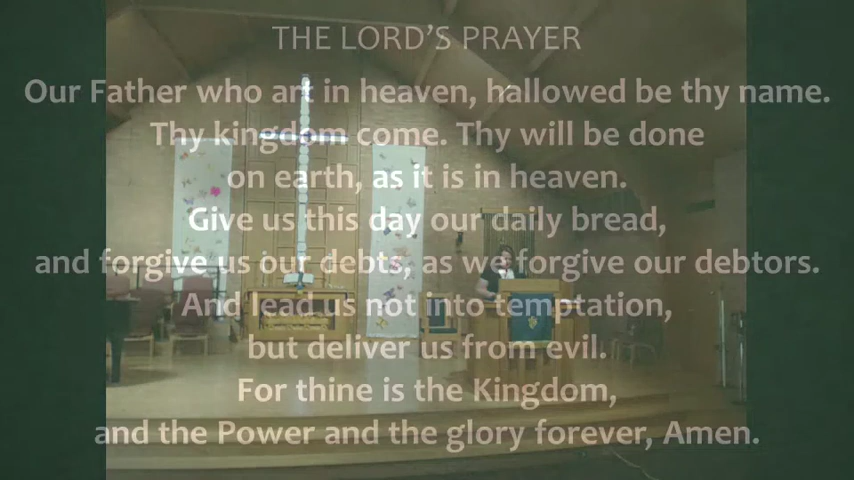 THE LORD'S PRAYER
Our Father who art in heaven, hallowed be thy name.
Thy kingdom come. Thy will be done
on earth, as it is in heaven.
Give us this day our daily bread,
and forgive us our debts, as we forgive our debtors.
And lead us not into temptation,
but deliver us from evil.
For thine is the Kingdom,
and the Power and the glory forever, Amen.